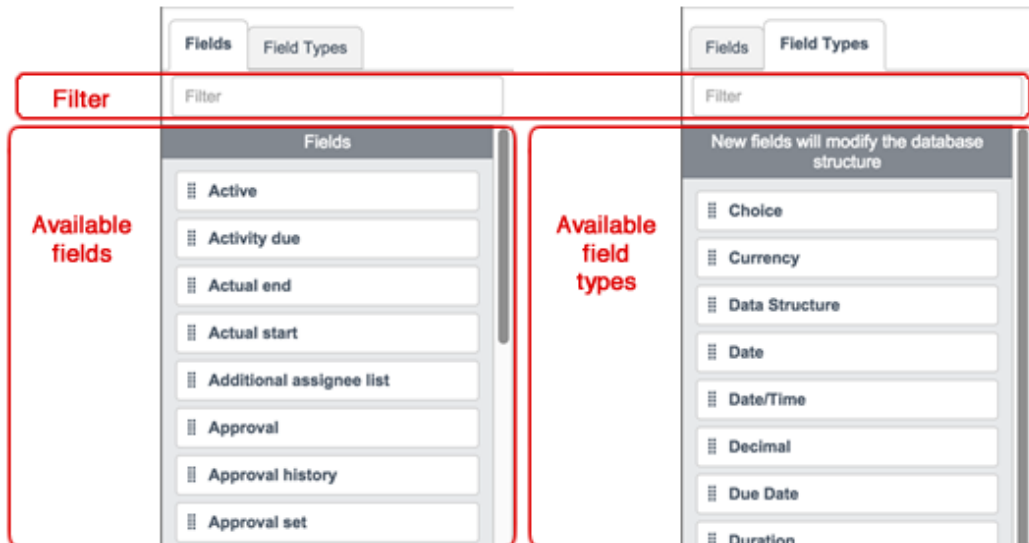 Fields
Field Types
Fields
Field Types
Filter
Filter
Filter
Fields
New fields will modify the database
structure
Available
fields
Active
Activity due
Actual end
Actual start
Additional assignee list
Approval
Approval history
Approval set
Available
field
types
Choice
Currency
Data Structure
Date
Date/Time
Decimal
Due Date
Duration